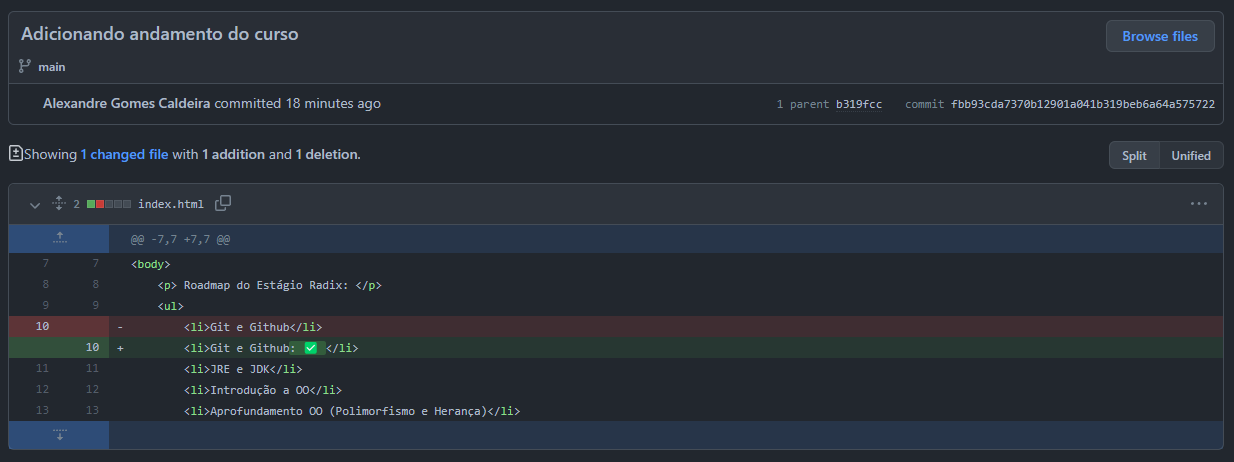 Adicionando andamento do curso
Browse files
main
Alexandre Gomes Caldeira committed 18 minutes ago
1 parent b319fcc commit fbb93cda7370b12901a041b319beb6a64a575722
Showing 1 changed file with 1 addition and 1 deletion.
Split Unified
2 index.html
@@ -7,7 +7,7 @@
7 7 <body>
8 8 <p> Roadmap do Estágio Radix: </p>
9 9 <ul>
10 - <li>Git e Github</li>
10 + <li>Git e Github: ✅ </li>
11 11 <li>JRE e JDK</li>
12 12 <li>Introdução a OO</li>
13 13 <li>Aprofundamento OO (Polimorfismo e Herança)</li>